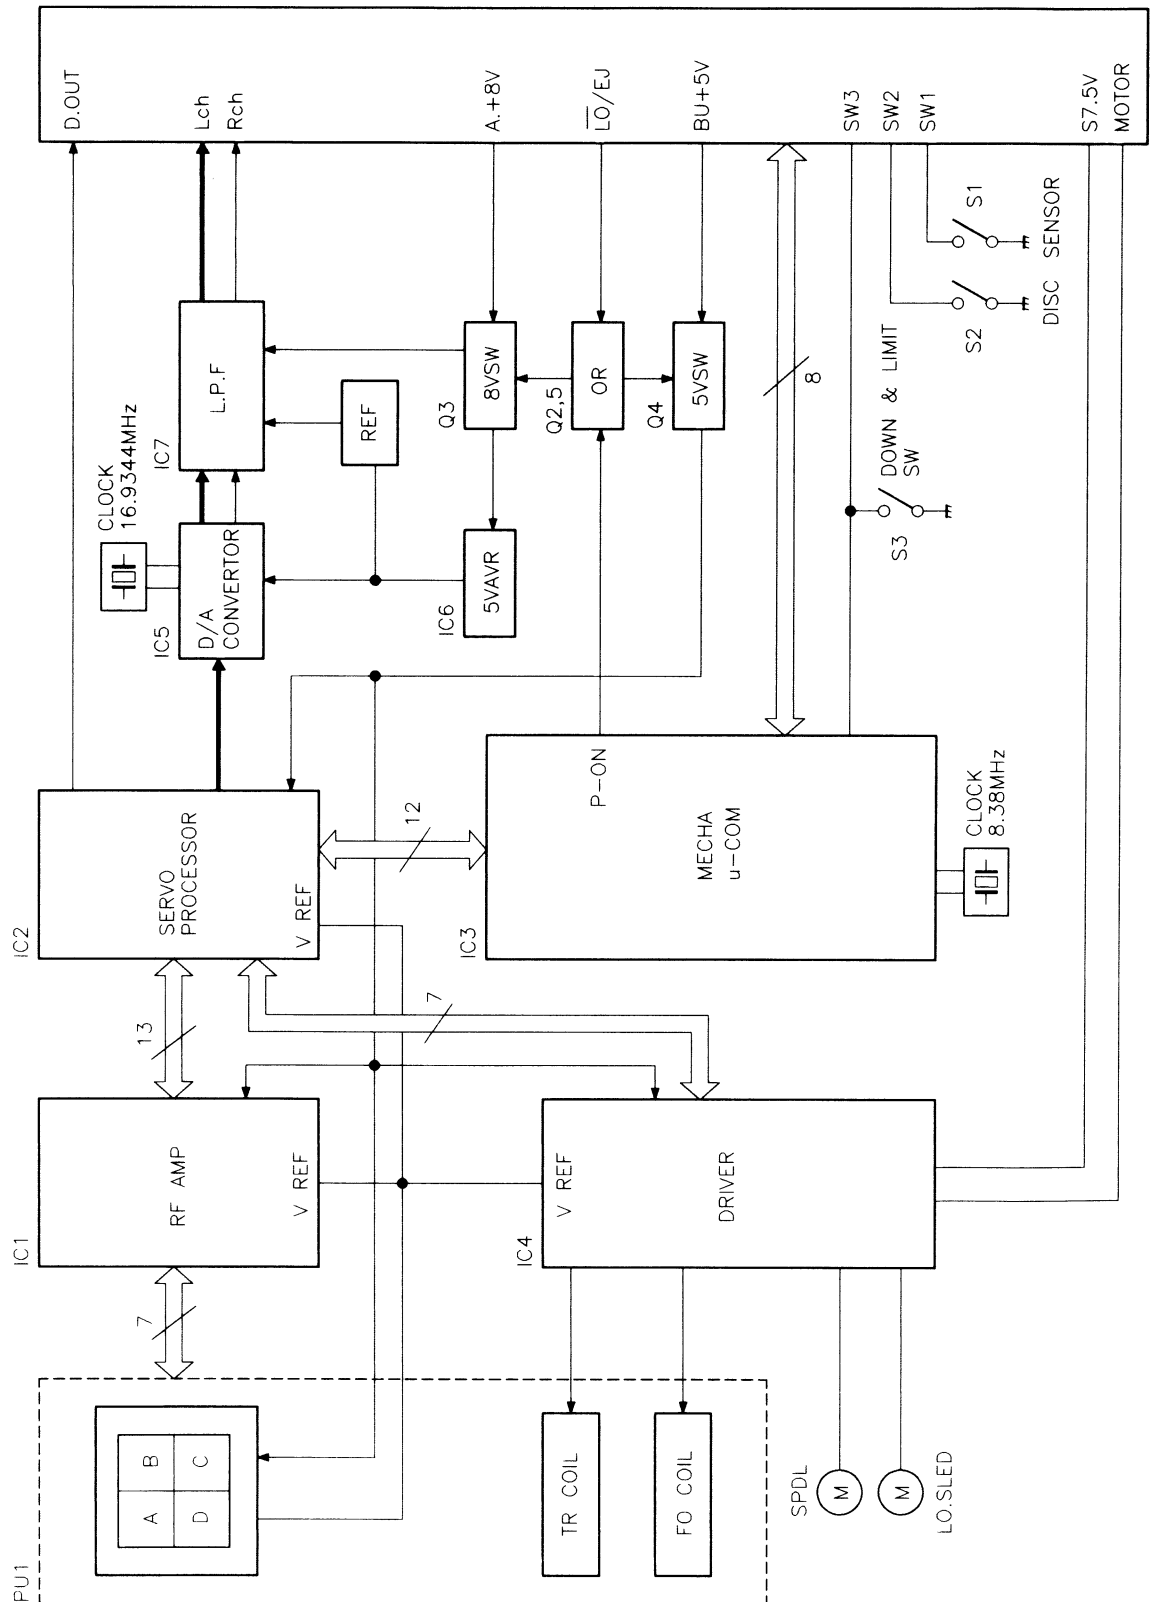 PU1
A
B
D
C
TR COIL
FO COIL
SPDL
M
M
LO.SLED
7
IC1
RF AMP
V REF
IC4
V REF
DRIVER
13
7
IC2
SERVO
PROCESSOR
V REF
12
IC3
MECHA
u-COM
P-ON
CLOCK
8.38MHz
IC5
D/A
CONVERTOR
CLOCK
16.9344MHz
IC6
5VAVR
IC7
L.P.F
REF
Q3
8VSW
Q2,5
OR
Q4
5VSW
8
S3
DOWN & LIMIT
SW
S2
S1
DISC SENSOR
D.OUT
Lch
Rch
A.+8V
L̅O̅/EJ
BU+5V
SW3
SW2
SW1
S7.5V
MOTOR